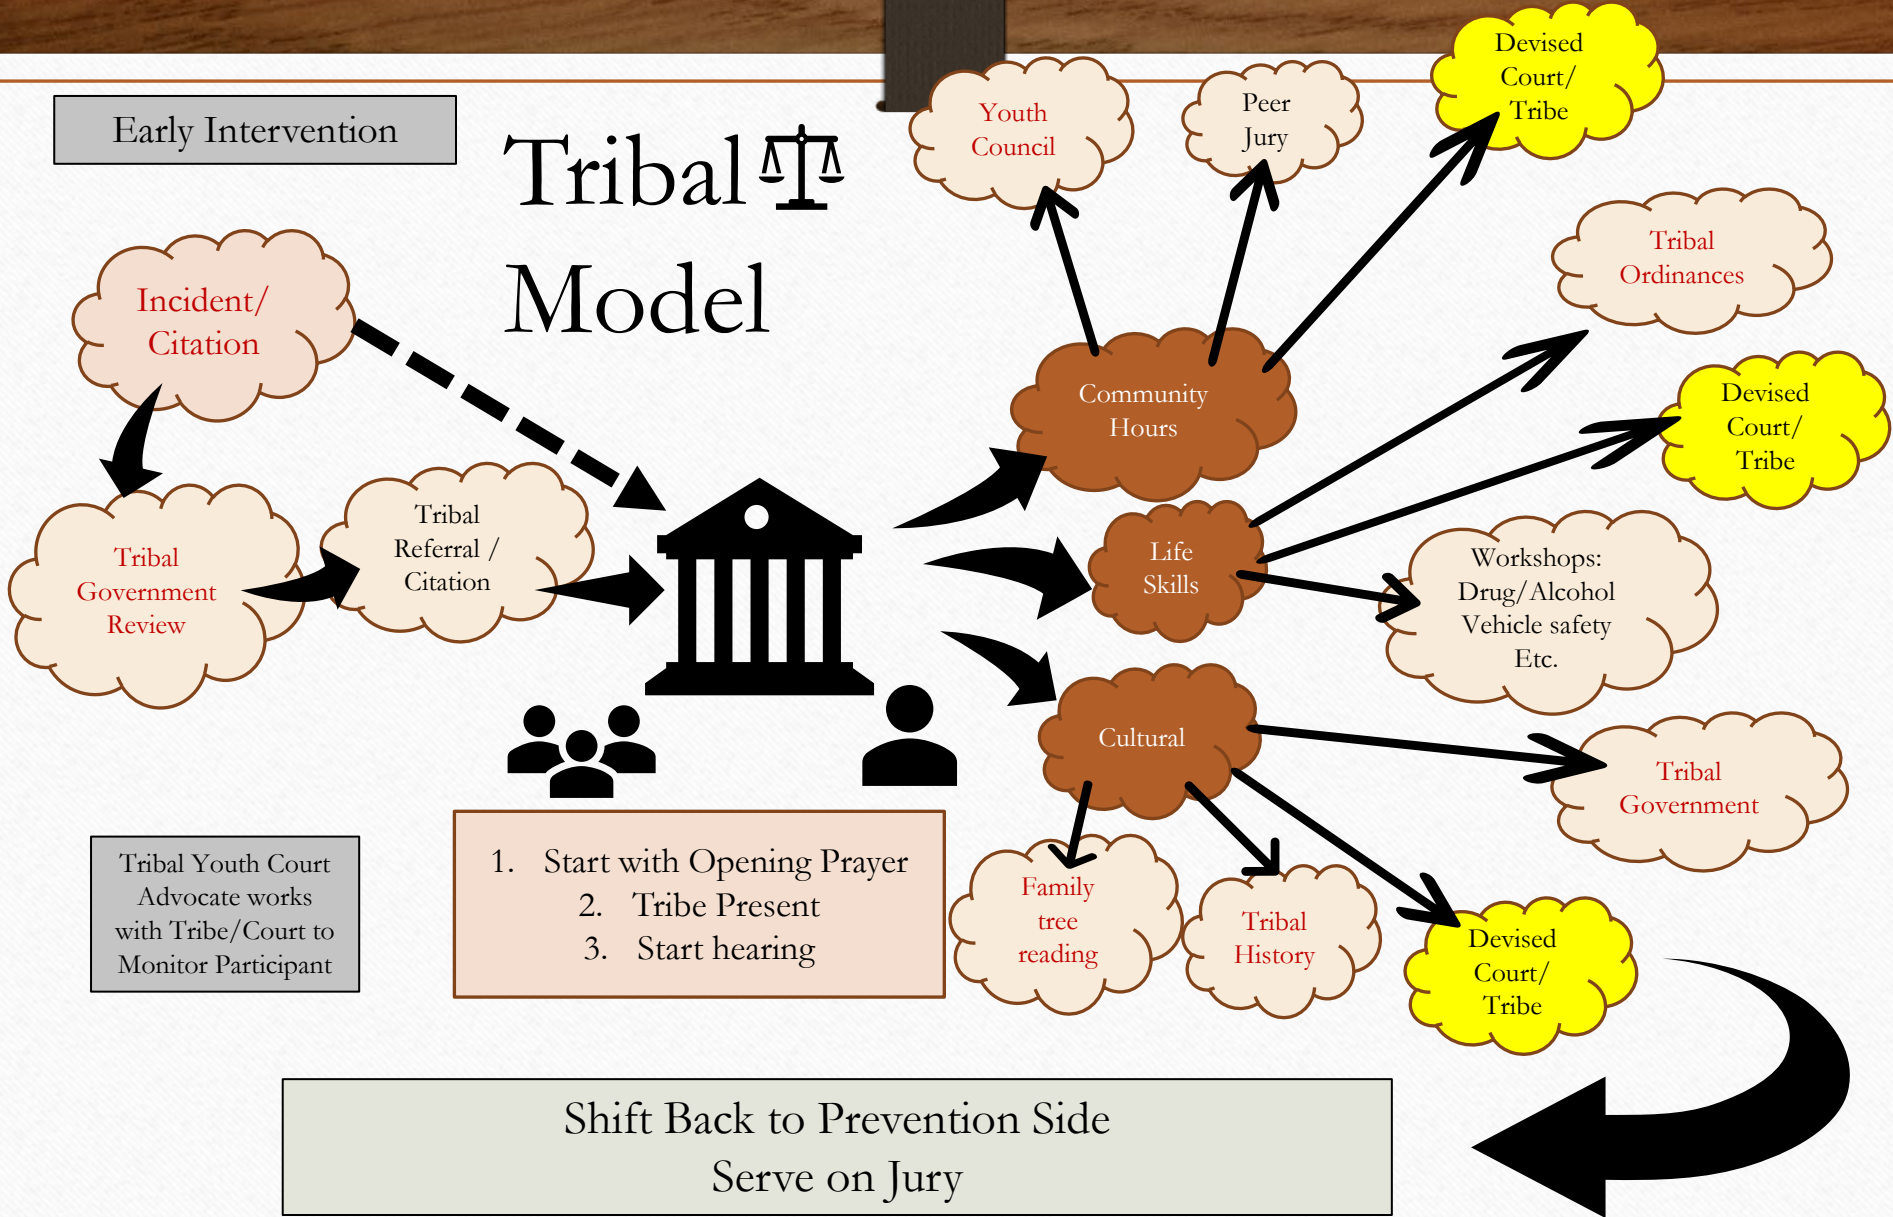 Early Intervention
Tribal
Model
Incident/
Citation
Tribal
Government
Review
Tribal
Referral /
Citation
Youth
Council
Peer
Jury
Devised
Court/
Tribe
Community
Hours
Tribal
Ordinances
Devised
Court/
Tribe
Life
Skills
Workshops:
Drug/Alcohol
Vehicle safety
Etc.
Cultural
Tribal
Government
Family
tree
reading
Tribal
History
Devised
Court/
Tribe
1. Start with Opening Prayer
2. Tribe Present
3. Start hearing
Tribal Youth Court
Advocate works
with Tribe/Court to
Monitor Participant
Shift Back to Prevention Side
Serve on Jury